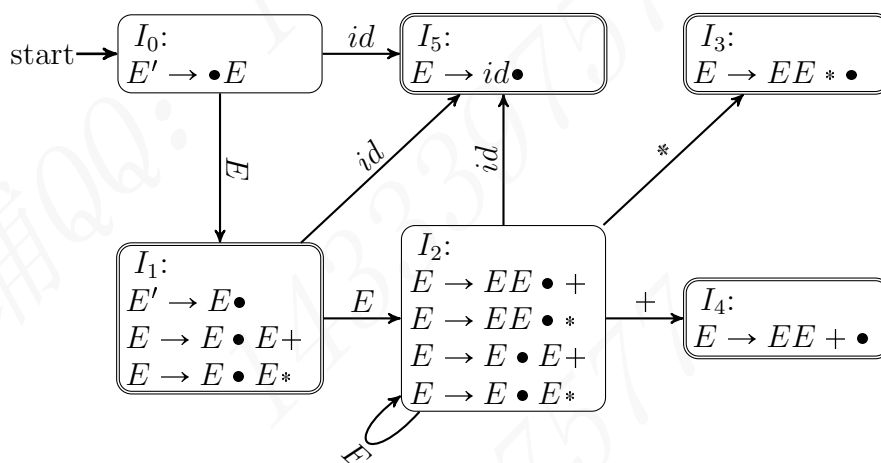 start
I₀:
E′ → •E
id
I₅:
E → id•
I₃:
E → EE * •
E
id
id
*
I₁:
E′ → E•
E → E • E+
E → E • E*
E
I₂:
E → EE • +
E → EE • *
E → E • E+
E → E • E*
+
I₄:
E → EE + •
E